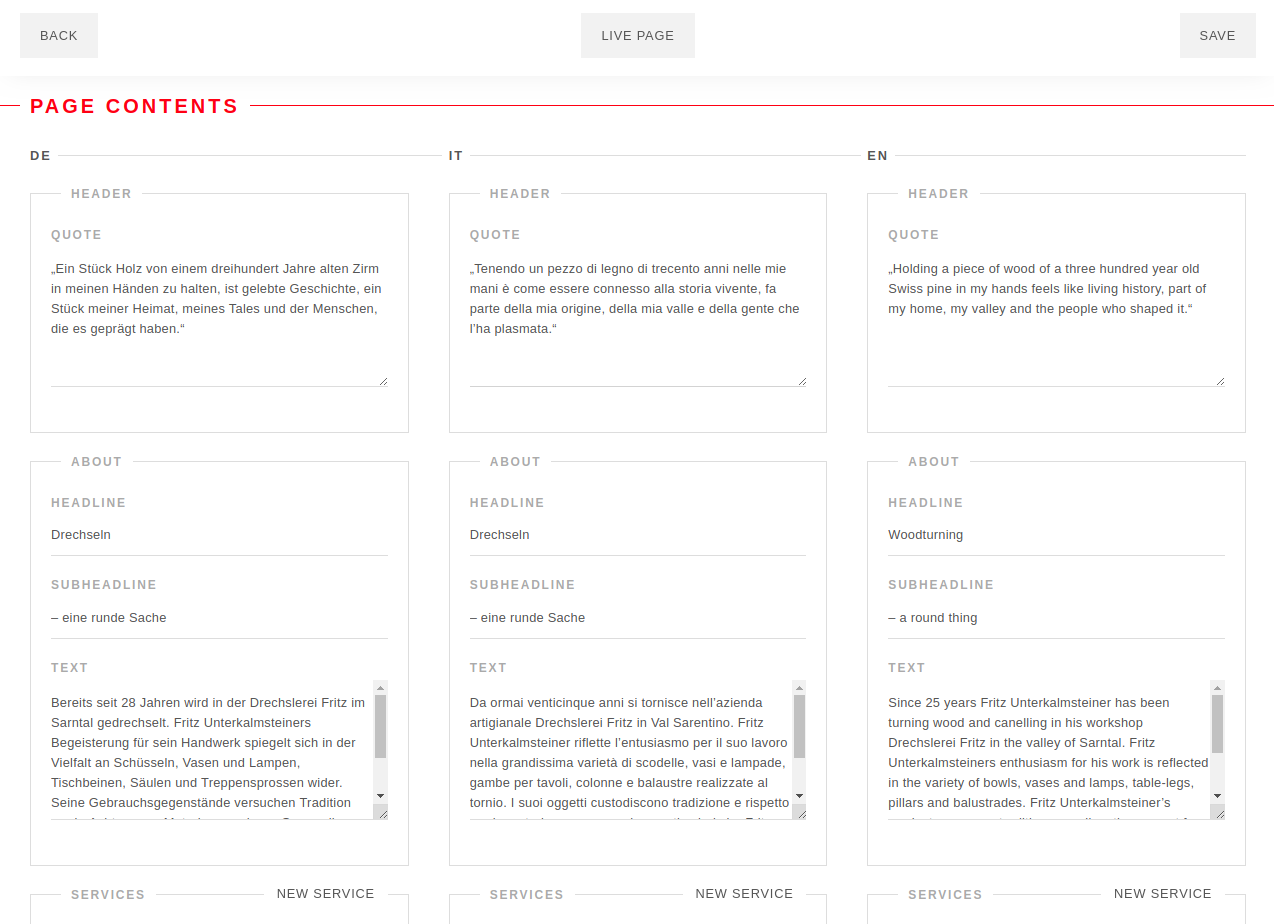 BACK
LIVE PAGE
SAVE
PAGE CONTENTS
DE
HEADER
QUOTE
„Ein Stück Holz von einem dreihundert Jahre alten Zirm
in meinen Händen zu halten, ist gelebte Geschichte, ein
Stück meiner Heimat, meines Tales und der Menschen,
die es geprägt haben.“
ABOUT
HEADLINE
Drechseln
SUBHEADLINE
– eine runde Sache
TEXT
Bereits seit 28 Jahren wird in der Drechslerei Fritz im
Sarntal gedrechselt. Fritz Unterkalmsteiners
Begeisterung für sein Handwerk spiegelt sich in der
Vielfalt an Schüsseln, Vasen und Lampen,
Tischbeinen, Säulen und Treppensprossen wider.
Seine Gebrauchsgegenstände versuchen Tradition
SERVICES
NEW SERVICE
IT
HEADER
QUOTE
„Tenendo un pezzo di legno di trecento anni nelle mie
mani è come essere connesso alla storia vivente, fa
parte della mia origine, della mia valle e della gente che
l’ha plasmata.“
ABOUT
HEADLINE
Drechseln
SUBHEADLINE
– eine runde Sache
TEXT
Da ormai venticinque anni si tornisce nell’azienda
artigianale Drechslerei Fritz in Val Sarentino. Fritz
Unterkalmsteiner riflette l’entusiasmo per il suo lavoro
nella grandissima varietà di scodelle, vasi e lampade,
gambe per tavoli, colonne e balaustre realizzate al
tornio. I suoi oggetti custodiscono tradizione e rispetto
SERVICES
NEW SERVICE
EN
HEADER
QUOTE
„Holding a piece of wood of a three hundred year old
Swiss pine in my hands feels like living history, part of
my home, my valley and the people who shaped it.“
ABOUT
HEADLINE
Woodturning
SUBHEADLINE
– a round thing
TEXT
Since 25 years Fritz Unterkalmsteiner has been
turning wood and canelling in his workshop
Drechslerei Fritz in the valley of Sarntal. Fritz
Unterkalmsteiners enthusiasm for his work is reflected
in the variety of bowls, vases and lamps, table-legs,
pillars and balustrades. Fritz Unterkalmsteiner’s
SERVICES
NEW SERVICE